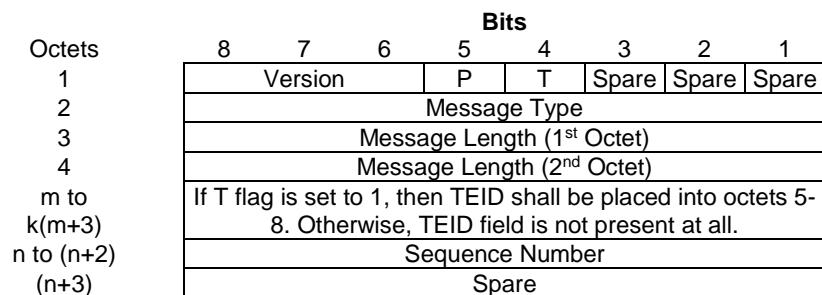 Bits
Octets 8 7 6 5 4 3 2 1
1 Version P T Spare Spare Spare
2 Message Type
3 Message Length (1st Octet)
4 Message Length (2nd Octet)
m to If T flag is set to 1, then TEID shall be placed into octets 5-
k(m+3) 8. Otherwise, TEID field is not present at all.
n to (n+2) Sequence Number
(n+3) Spare